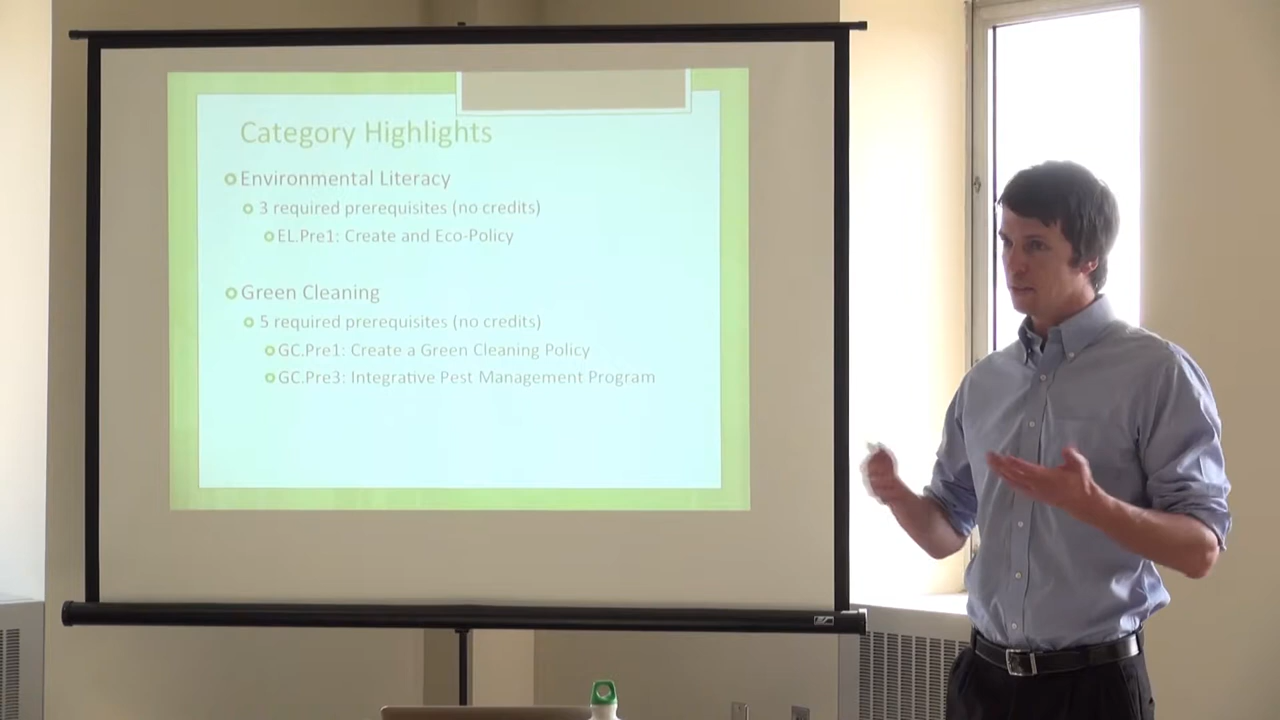 Category Highlights
Environmental Literacy
3 required prerequisites (no credits)
EL.Pre1: Create and Eco-Policy
Green Cleaning
5 required prerequisites (no credits)
GC.Pre1: Create a Green Cleaning Policy
GC.Pre3: Integrative Pest Management Program